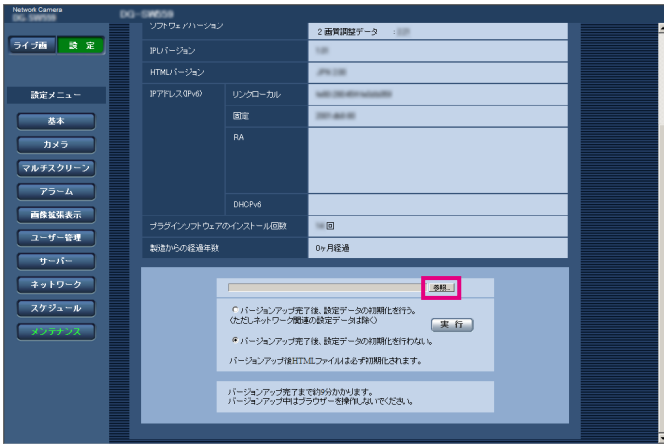 Network Camera
ライブ画
設 定
設定メニュー
基本
カメラ
マルチスクリーン
アラーム
画像拡張表示
ユーザー管理
サーバー
ネットワーク
スケジュール
メンテナンス
ソフトウェアバージョン
2 画質調整データ :
IPLバージョン
HTMLバージョン
IPアドレス(IPv6)
リンクローカル
固定
RA
DHCPv6
プラグインソフトウェアのインストール回数
回
製造からの経過年数
0ヶ月経過
参照...
バージョンアップ完了後、設定データの初期化を行う。
(ただしネットワーク関連の設定データは除く)
実 行
バージョンアップ完了後、設定データの初期化を行わない。
バージョンアップ後HTMLファイルは必ず初期化されます。
バージョンアップ完了まで約9分かかります。
バージョンアップ中はブラウザーを操作しないでください。